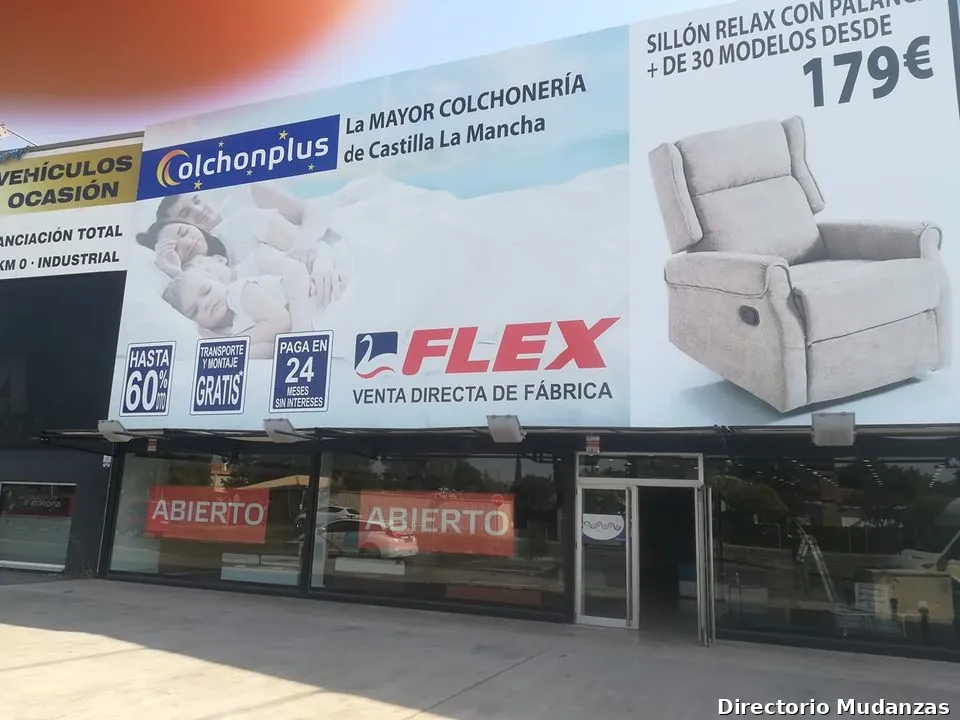 SILLÓN RELAX CON PALANC
+ DE 30 MODELOS DESDE
179€
La MAYOR COLCHONERÍA
de Castilla La Mancha
Colchonplus
VEHÍCULOS
OCASIÓN
ANCIACIÓN TOTAL
KM 0 · INDUSTRIAL
HASTA
60% DTO
TRANSPORTE
Y MONTAJE
GRATIS*
PAGA EN
24
MESES
SIN INTERESES
FLEX
VENTA DIRECTA DE FÁBRICA
ABIERTO
ABIERTO
Directorio Mudanzas